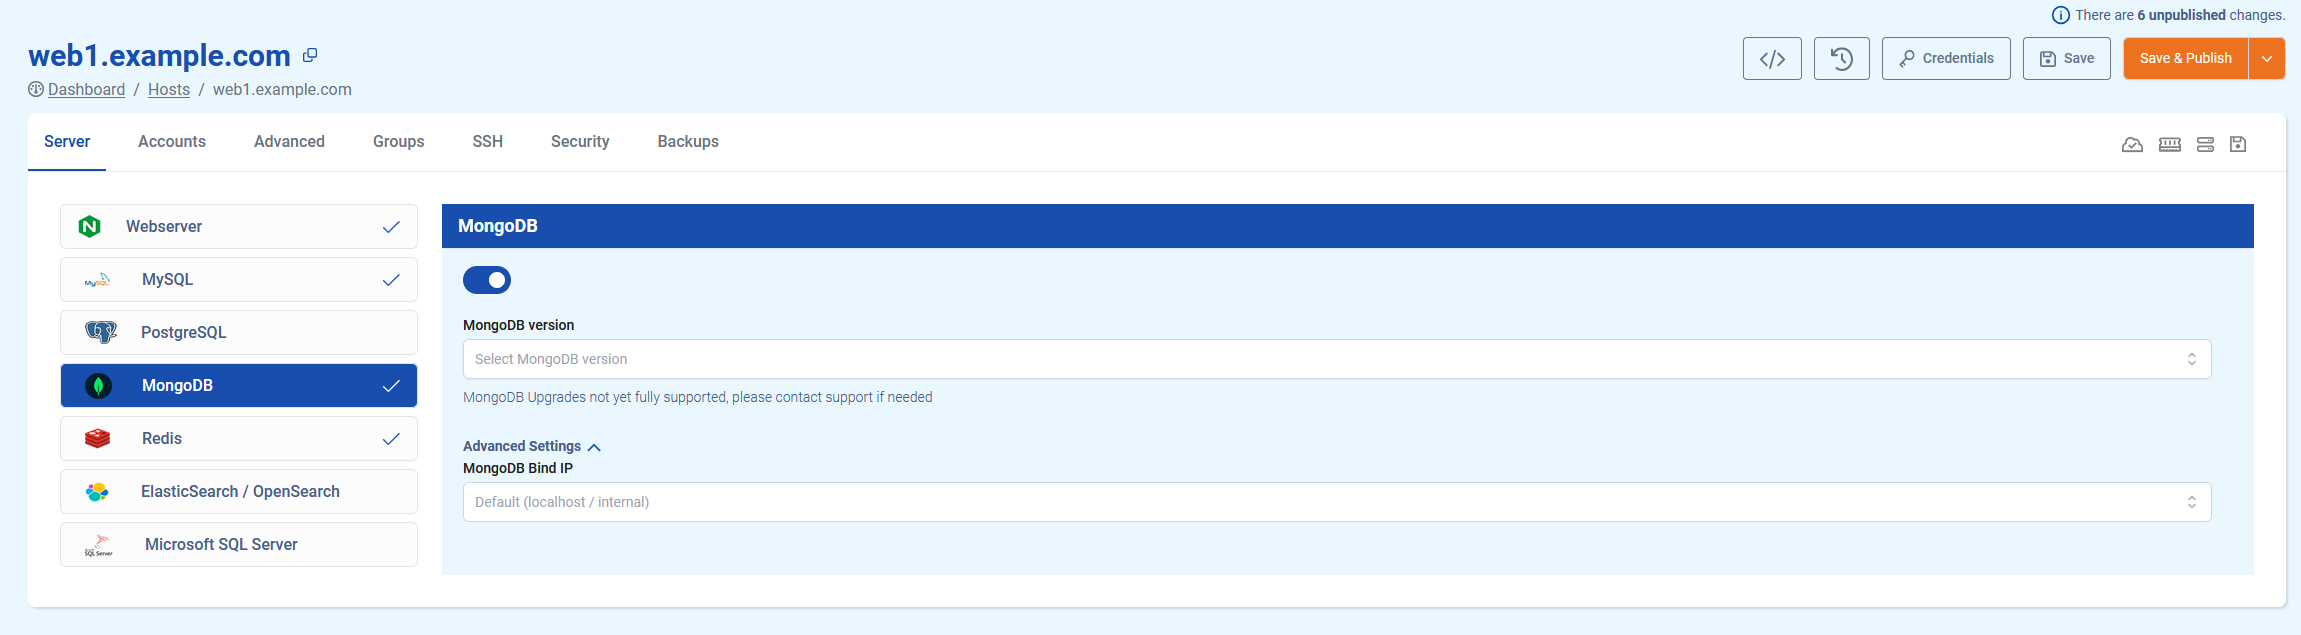 There are 6 unpublished changes.
web1.example.com
Dashboard / Hosts / web1.example.com
</> Credentials Save Save & Publish
Server Accounts Advanced Groups SSH Security Backups
Webserver
MySQL MySQL
PostgreSQL
MongoDB
Redis
ElasticSearch / OpenSearch
SQL Server Microsoft SQL Server
MongoDB
MongoDB version
Select MongoDB version
MongoDB Upgrades not yet fully supported, please contact support if needed
Advanced Settings
MongoDB Bind IP
Default (localhost / internal)